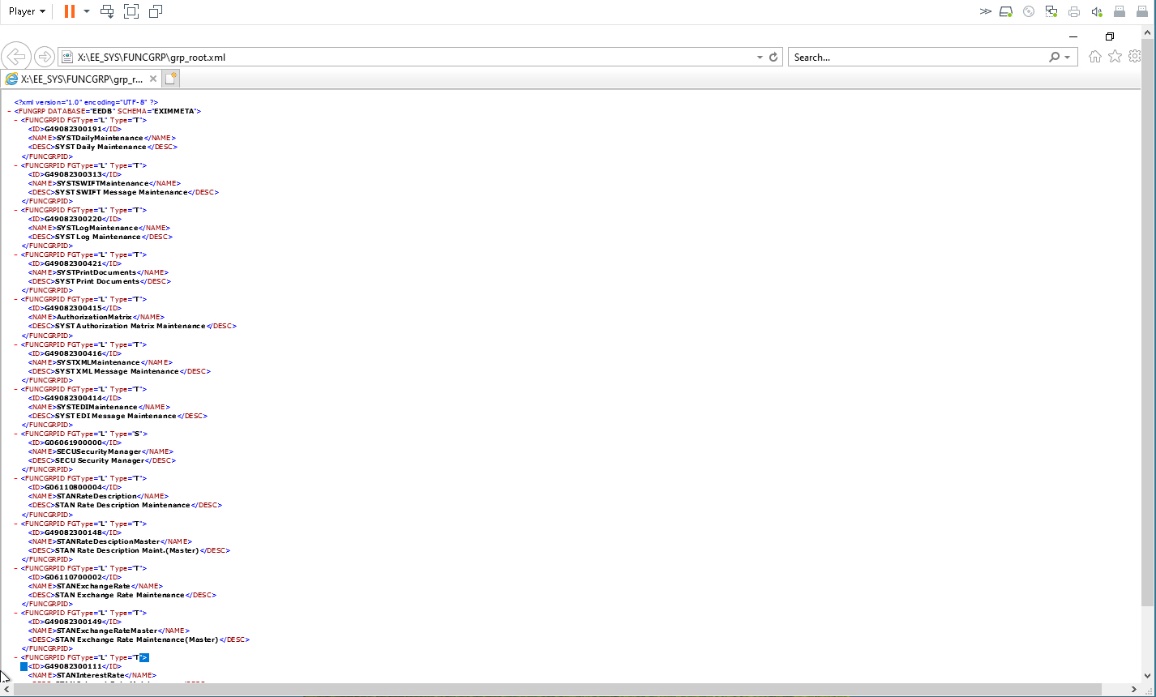 Player
X:\EE_SYS\FUNCGRP\grp_root.xml
Search...
X:\EE_SYS\FUNCGRP\grp_r...
<?xml version="1.0" encoding="UTF-8" ?>
- <FUNGRP DATABASE="EEDB" SCHEMA="EXIMMETA">
- <FUNCGRPID FGType="L" Type="T">
<ID>G49082300191</ID>
<NAME>SYSTDailyMaintenance</NAME>
<DESC>SYST Daily Maintenance</DESC>
</FUNCGRPID>
- <FUNCGRPID FGType="L" Type="T">
<ID>G49082300313</ID>
<NAME>SYSTSWIFTMaintenance</NAME>
<DESC>SYST SWIFT Message Maintenance</DESC>
</FUNCGRPID>
- <FUNCGRPID FGType="L" Type="T">
<ID>G49082300220</ID>
<NAME>SYSTLogMaintenance</NAME>
<DESC>SYST Log Maintenance</DESC>
</FUNCGRPID>
- <FUNCGRPID FGType="L" Type="T">
<ID>G49082300421</ID>
<NAME>SYSTPrintDocuments</NAME>
<DESC>SYST Print Documents</DESC>
</FUNCGRPID>
- <FUNCGRPID FGType="L" Type="T">
<ID>G49082300415</ID>
<NAME>AuthorizationMatrix</NAME>
<DESC>SYST Authorization Matrix Maintenance</DESC>
</FUNCGRPID>
- <FUNCGRPID FGType="L" Type="T">
<ID>G49082300416</ID>
<NAME>SYSTXMLMaintenance</NAME>
<DESC>SYST XML Message Maintenance</DESC>
</FUNCGRPID>
- <FUNCGRPID FGType="L" Type="T">
<ID>G49082300414</ID>
<NAME>SYSTEDIMaintenance</NAME>
<DESC>SYST EDI Message Maintenance</DESC>
</FUNCGRPID>
- <FUNCGRPID FGType="L" Type="S">
<ID>G06061900000</ID>
<NAME>SECUSecurityManager</NAME>
<DESC>SECU Security Manager</DESC>
</FUNCGRPID>
- <FUNCGRPID FGType="L" Type="T">
<ID>G06110800004</ID>
<NAME>STANRateDescription</NAME>
<DESC>STAN Rate Description Maintenance</DESC>
</FUNCGRPID>
- <FUNCGRPID FGType="L" Type="T">
<ID>G49082300148</ID>
<NAME>STANRateDesciptionMaster</NAME>
<DESC>STAN Rate Description Maint.(Master)</DESC>
</FUNCGRPID>
- <FUNCGRPID FGType="L" Type="T">
<ID>G06110700002</ID>
<NAME>STANExchangeRate</NAME>
<DESC>STAN Exchange Rate Maintenance</DESC>
</FUNCGRPID>
- <FUNCGRPID FGType="L" Type="T">
<ID>G49082300149</ID>
<NAME>STANExchangeRateMaster</NAME>
<DESC>STAN Exchange Rate Maintenance(Master)</DESC>
</FUNCGRPID>
- <FUNCGRPID FGType="L" Type="T">
<ID>G49082300111</ID>
<NAME>STANInterestRate</NAME>